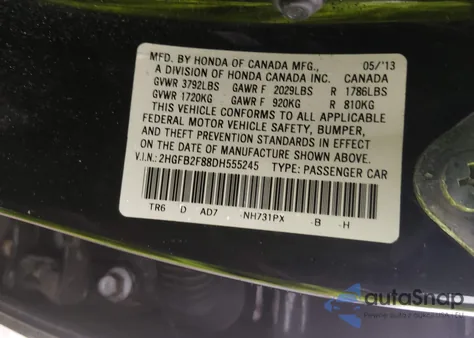 MFD. BY HONDA OF CANADA MFG., 05/'13
A DIVISION OF HONDA CANADA INC. CANADA
GVWR 3792LBS GAWR F 2029LBS R 1786LBS
GVWR 1720KG GAWR F 920KG R 810KG
THIS VEHICLE CONFORMS TO ALL APPLICABLE
FEDERAL MOTOR VEHICLE SAFETY, BUMPER,
AND THEFT PREVENTION STANDARDS IN EFFECT
ON THE DATE OF MANUFACTURE SHOWN ABOVE.
V.I.N: 2HGFB2F88DH555245 TYPE: PASSENGER CAR
TR6 D AD7 NH731PX -B -H
autoSnap